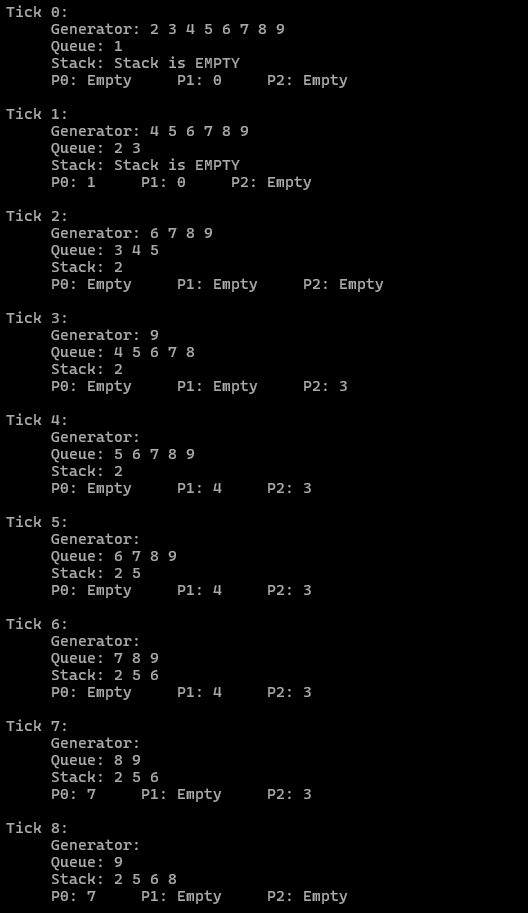 Tick 0:
Generator: 2 3 4 5 6 7 8 9
Queue: 1
Stack: Stack is EMPTY
P0: Empty P1: 0 P2: Empty
Tick 1:
Generator: 4 5 6 7 8 9
Queue: 2 3
Stack: Stack is EMPTY
P0: 1 P1: 0 P2: Empty
Tick 2:
Generator: 6 7 8 9
Queue: 3 4 5
Stack: 2
P0: Empty P1: Empty P2: Empty
Tick 3:
Generator: 9
Queue: 4 5 6 7 8
Stack: 2
P0: Empty P1: Empty P2: 3
Tick 4:
Generator:
Queue: 5 6 7 8 9
Stack: 2
P0: Empty P1: 4 P2: 3
Tick 5:
Generator:
Queue: 6 7 8 9
Stack: 2 5
P0: Empty P1: 4 P2: 3
Tick 6:
Generator:
Queue: 7 8 9
Stack: 2 5 6
P0: Empty P1: 4 P2: 3
Tick 7:
Generator:
Queue: 8 9
Stack: 2 5 6
P0: 7 P1: Empty P2: 3
Tick 8:
Generator:
Queue: 9
Stack: 2 5 6 8
P0: 7 P1: Empty P2: Empty